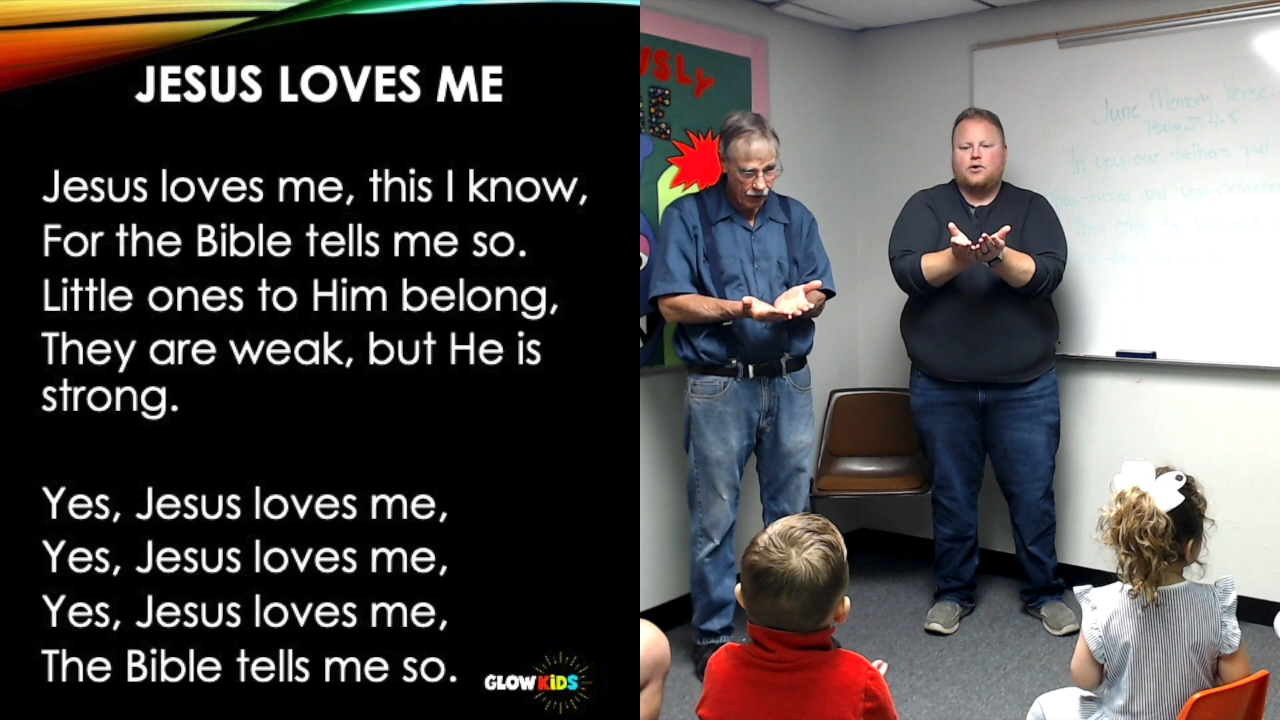 JESUS LOVES ME
Jesus loves me, this I know,
For the Bible tells me so.
Little ones to Him belong,
They are weak, but He is
strong.
Yes, Jesus loves me,
Yes, Jesus loves me,
Yes, Jesus loves me,
The Bible tells me so.
GLOWKiDS
June Memory Verse: